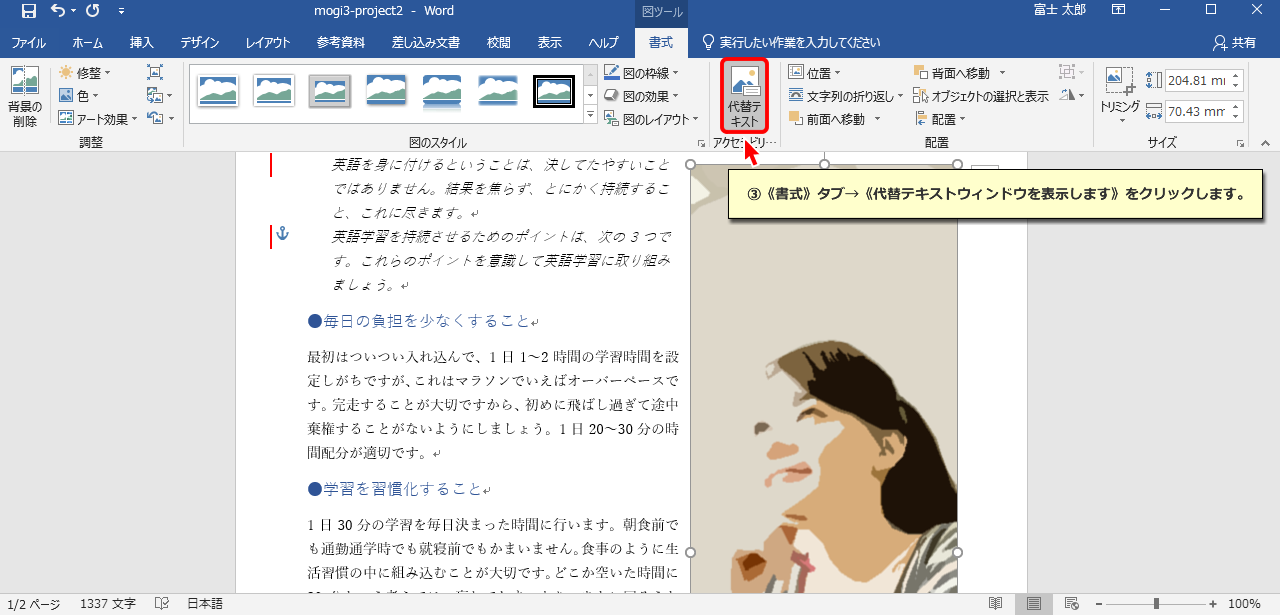 mogi3-project2 - Word
図ツール
富士 太郎
ファイル ホーム 挿入 デザイン レイアウト 参考資料 差し込み文書 校閲 表示 ヘルプ 書式 実行したい作業を入力してください 共有
背景の
削除
修整
色
アート効果
調整
図のスタイル
図の枠線
図の効果
図のレイアウト
代替テ
キスト
アクセシビリ…
位置
文字列の折り返し
前面へ移動
背面へ移動
オブジェクトの選択と表示
配置
配置
トリミング
204.81 mi
70.43 mm
サイズ
③《書式》タブ→《代替テキストウィンドウを表示します》をクリックします。
英語を身に付けるということは、決してたやすいこと
ではありません。結果を焦らず、とにかく持続するこ
と、これに尽きます。
英語学習を持続させるためのポイントは、次の 3 つで
す。これらのポイントを意識して英語学習に取り組み
ましょう。
●毎日の負担を少なくすること
最初はついつい入れ込んで、1 日 1～2 時間の学習時間を設
定しがちですが、これはマラソンでいえばオーバーペースで
す。完走することが大切ですから、初めに飛ばし過ぎて途中
棄権することがないようにしましょう。1 日 20～30 分の時
間配分が適切です。
●学習を習慣化すること
1 日 30 分の学習を毎日決まった時間に行います。朝食前で
も通勤通学時でも就寝前でもかまいません。食事のように生
活習慣の中に組み込むことが大切です。どこか空いた時間に
1/2 ページ 1337 文字 日本語 100%